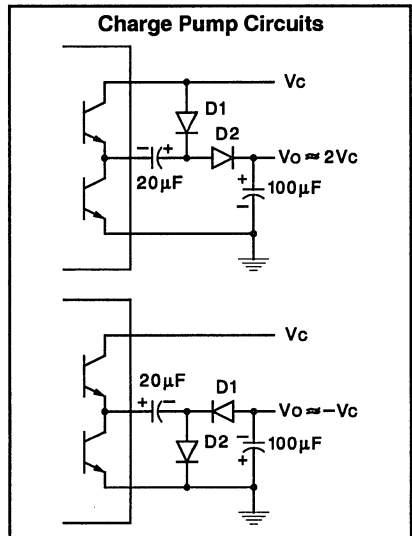 Charge Pump Circuits
Vc
D1
D2
- +
20µF
Vo ≈ 2Vc
+
100µF
-
Vc
20µF
D1
+ -
Vo ≈ -Vc
D2
-
100µF
+